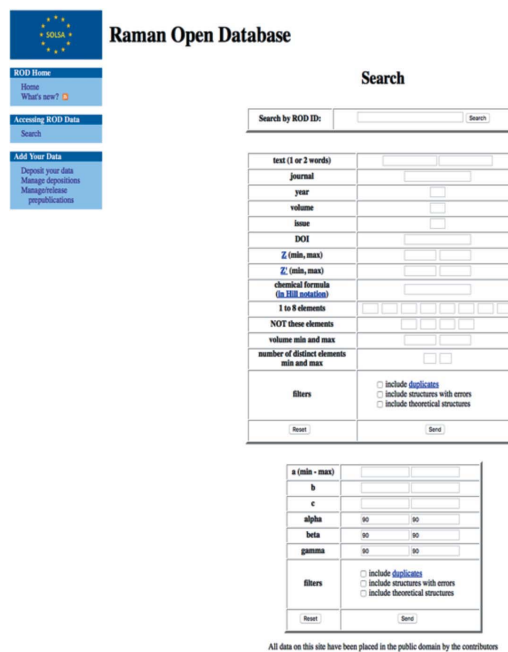 SOLSA
Raman Open Database
ROD Home
Home
What's new?
Accessing ROD Data
Search
Add Your Data
Deposit your data
Manage depositions
Manage/release
prepublications
Search
Search by ROD ID:
Search
text (1 or 2 words)
journal
year
volume
issue
DOI
Z (min, max)
Z' (min, max)
chemical formula
(in Hill notation)
1 to 8 elements
NOT these elements
volume min and max
number of distinct elements
min and max
filters
include duplicates
include structures with errors
include theoretical structures
Reset Send
a (min - max)
b
c
alpha 90 90
beta 90 90
gamma 90 90
filters
include duplicates
include structures with errors
include theoretical structures
Reset Send
All data on this site have been placed in the public domain by the contributors